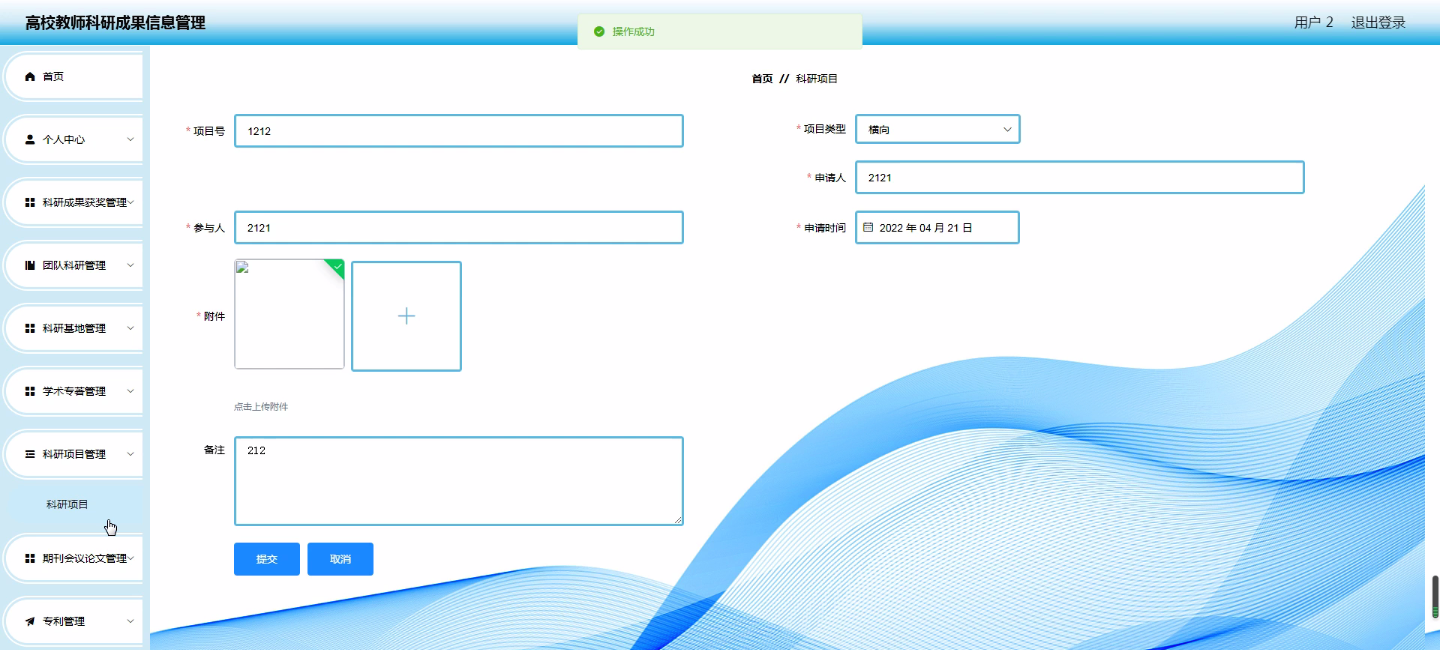 高校教师科研成果信息管理
操作成功
用户 2 退出登录
首页
个人中心
科研成果获奖管理
团队科研管理
科研基地管理
学术专著管理
科研项目管理
科研项目
期刊会议论文管理
专利管理
首页 // 科研项目
* 项目号 1212
* 项目类型 横向
* 申请人 2121
* 参与人 2121
* 申请时间 2022 年 04 月 21 日
* 附件
点击上传附件
备注 212
提交 取消